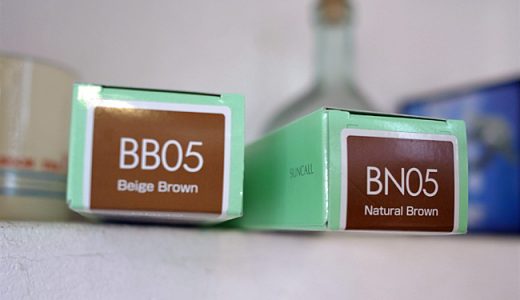 BB05
Beige Brown
SUNCALL
BN05
Natural Brown